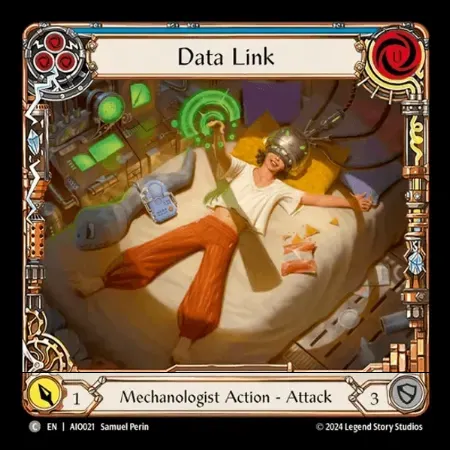 Data Link
1
Mechanologist Action - Attack
3
C EN | AIO021 Samuel Perin
© 2024 Legend Story Studios